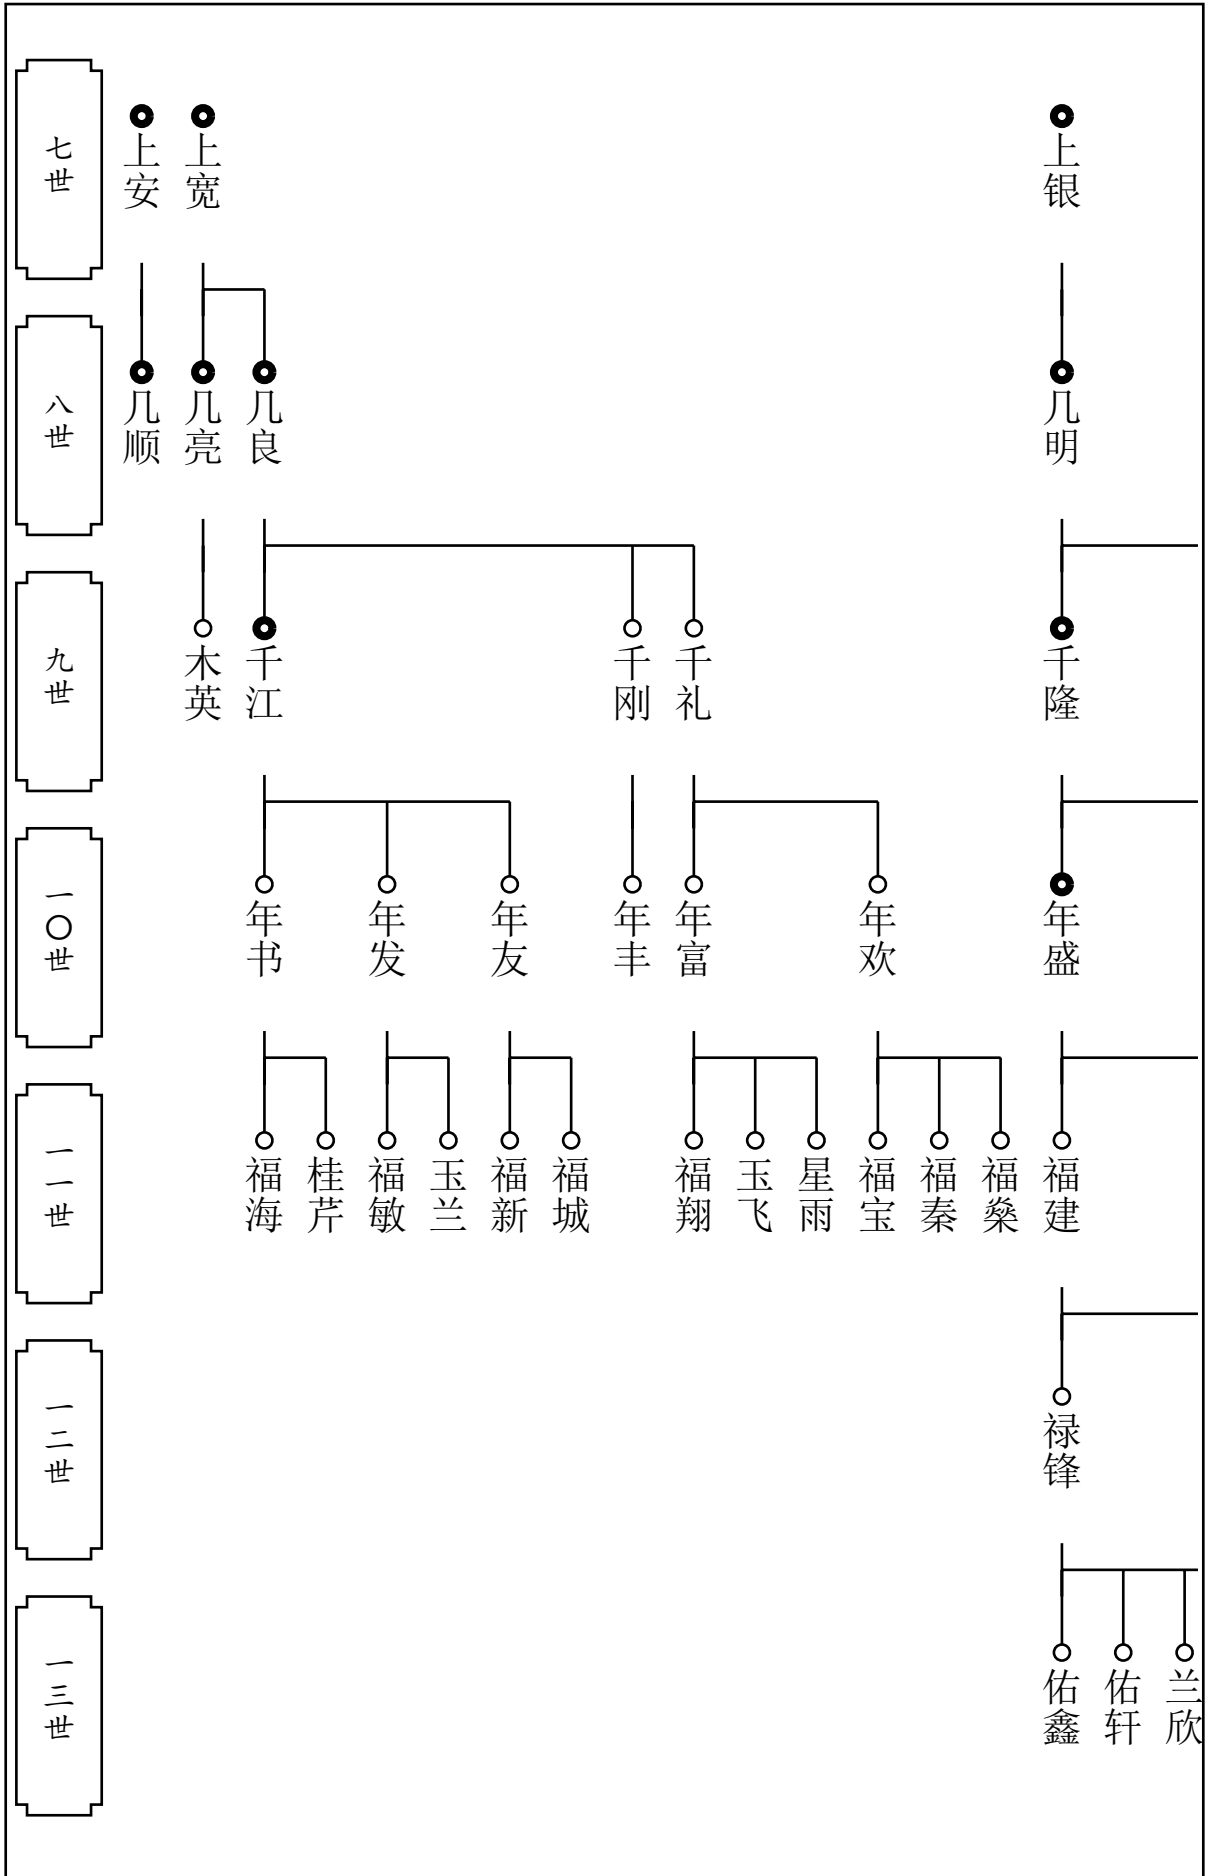 七世
上安
上宽
上银
八世
几顺
几亮
几良
几明
九世
木英
千江
千刚
千礼
千隆
一〇世
年书
年发
年友
年丰
年富
年欢
年盛
一一世
福海
桂芹
福敏
玉兰
福新
福城
福翔
玉飞
星雨
福宝
福秦
福燊
福建
一二世
禄锋
一三世
佑鑫
佑轩
兰欣